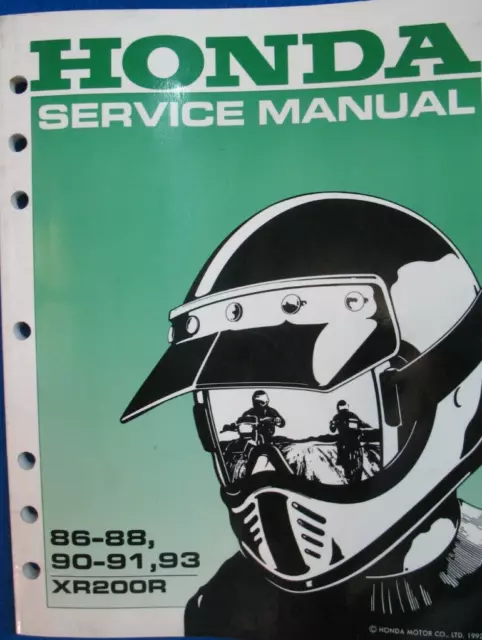 HONDA
SERVICE MANUAL
86-88,
90-91,93
XR200R
© HONDA MOTOR CO., LTD.